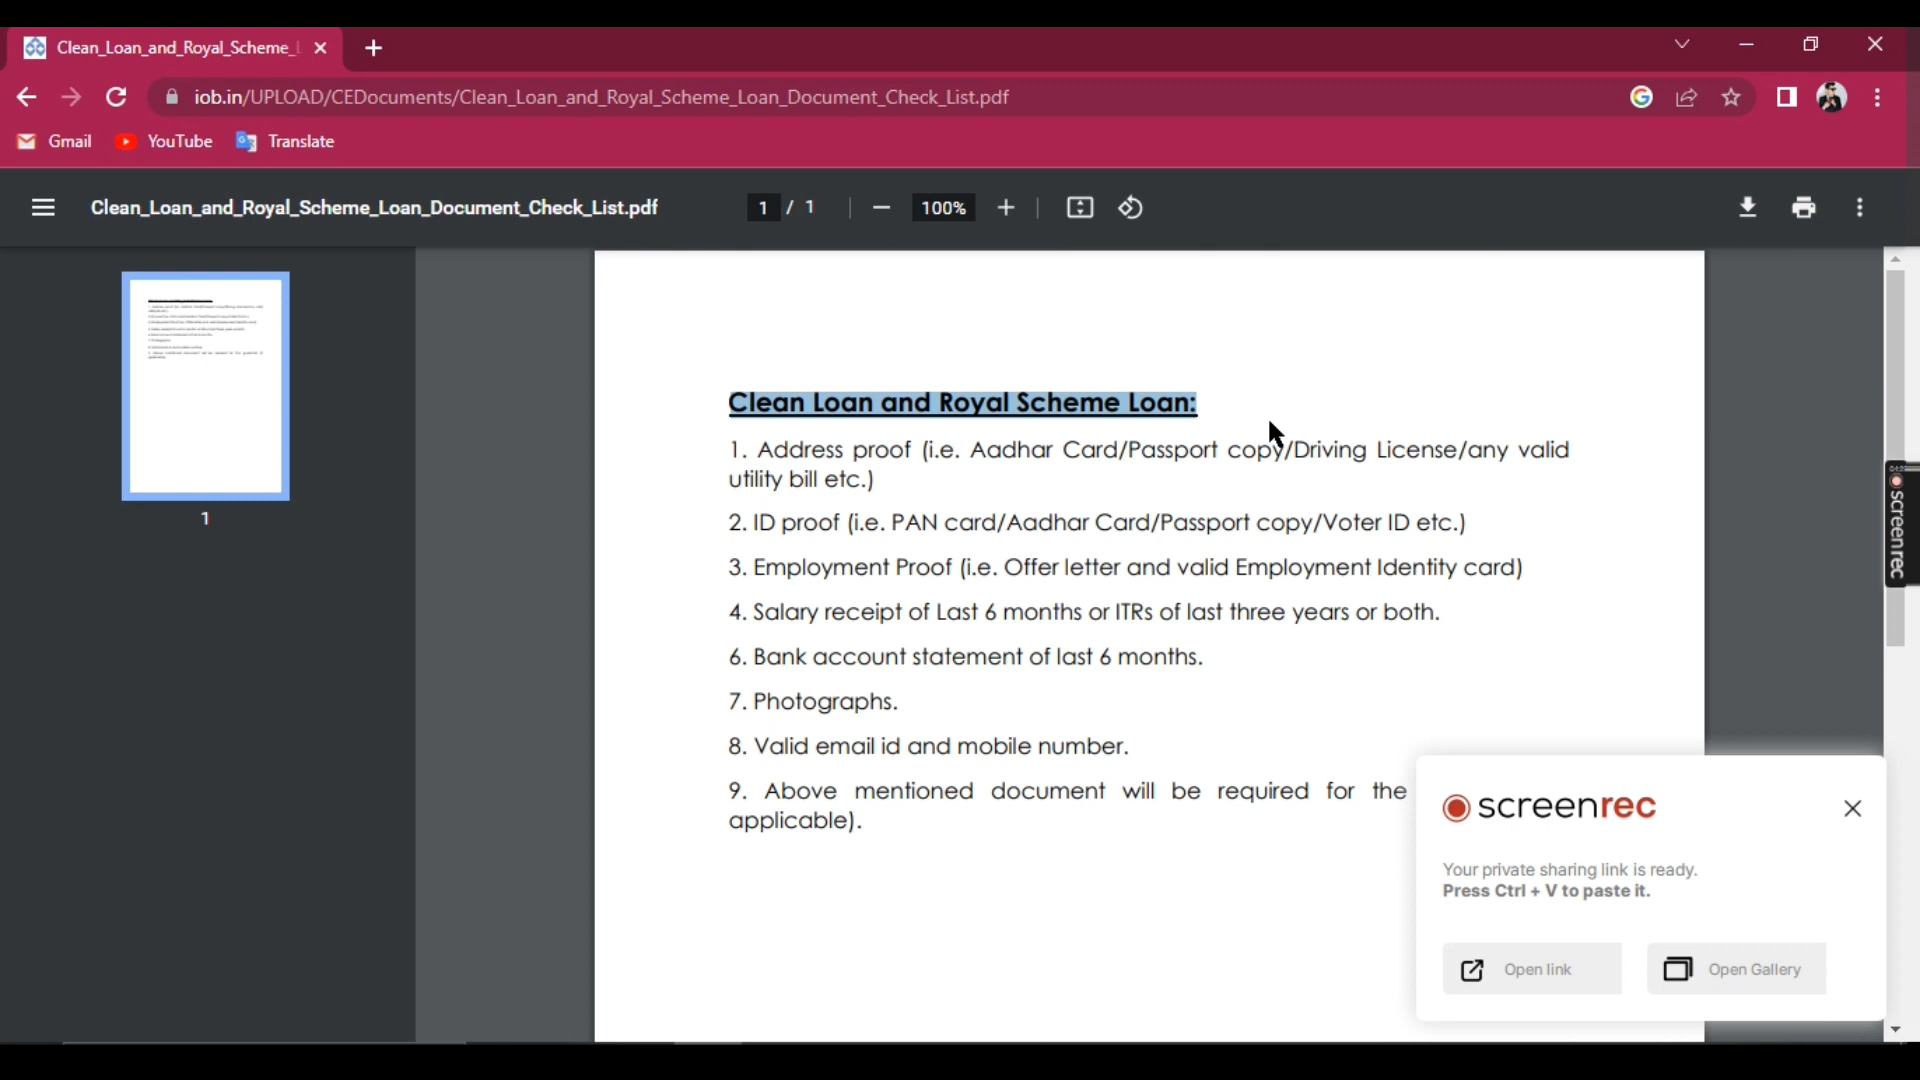 Clean_Loan_and_Royal_Scheme_L
iob.in/UPLOAD/CEDocuments/Clean_Loan_and_Royal_Scheme_Loan_Document_Check_List.pdf
Gmail YouTube Translate
Clean_Loan_and_Royal_Scheme_Loan_Document_Check_List.pdf 1 / 1 100%
1
Clean Loan and Royal Scheme Loan:
1. Address proof (i.e. Aadhar Card/Passport copy/Driving License/any valid
utility bill etc.)
2. ID proof (i.e. PAN card/Aadhar Card/Passport copy/Voter ID etc.)
3. Employment Proof (i.e. Offer letter and valid Employment Identity card)
4. Salary receipt of Last 6 months or ITRs of last three years or both.
6. Bank account statement of last 6 months.
7. Photographs.
8. Valid email id and mobile number.
9. Above mentioned document will be required for the
applicable).
screenrec
screenrec
Your private sharing link is ready.
Press Ctrl + V to paste it.
Open link Open Gallery